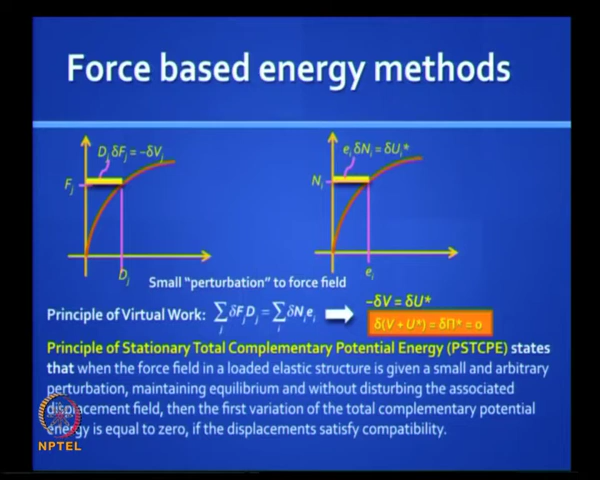 Force based energy methods
D_j δF_j = −δV_j
e_i δN_i = δU_i*
F_j
N_i
D_j
e_i
Small "perturbation" to force field
Principle of Virtual Work: ∑_j δF_j D_j = ∑_i δN_i e_i
−δV = δU*
δ(V + U*) = δΠ* = 0
Principle of Stationary Total Complementary Potential Energy (PSTCPE) states
that when the force field in a loaded elastic structure is given a small and arbitrary
perturbation, maintaining equilibrium and without disturbing the associated
displacement field, then the first variation of the total complementary potential
energy is equal to zero, if the displacements satisfy compatibility.
NPTEL